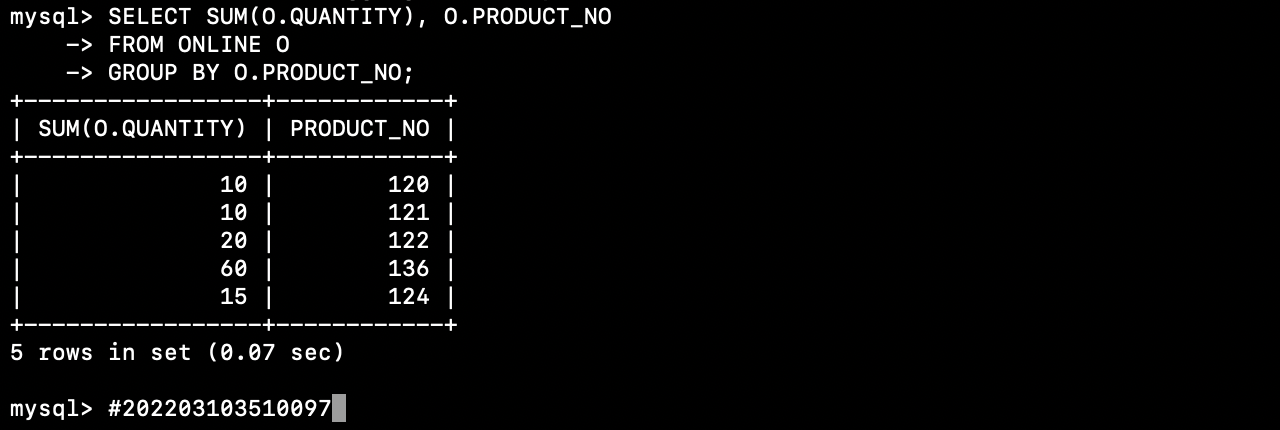 mysql> SELECT SUM(O.QUANTITY), O.PRODUCT_NO
    -> FROM ONLINE O
    -> GROUP BY O.PRODUCT_NO;
+-----------------+------------+
| SUM(O.QUANTITY) | PRODUCT_NO |
+-----------------+------------+
|              10 |        120 |
|              10 |        121 |
|              20 |        122 |
|              60 |        136 |
|              15 |        124 |
+-----------------+------------+
5 rows in set (0.07 sec)

mysql> #202203103510097